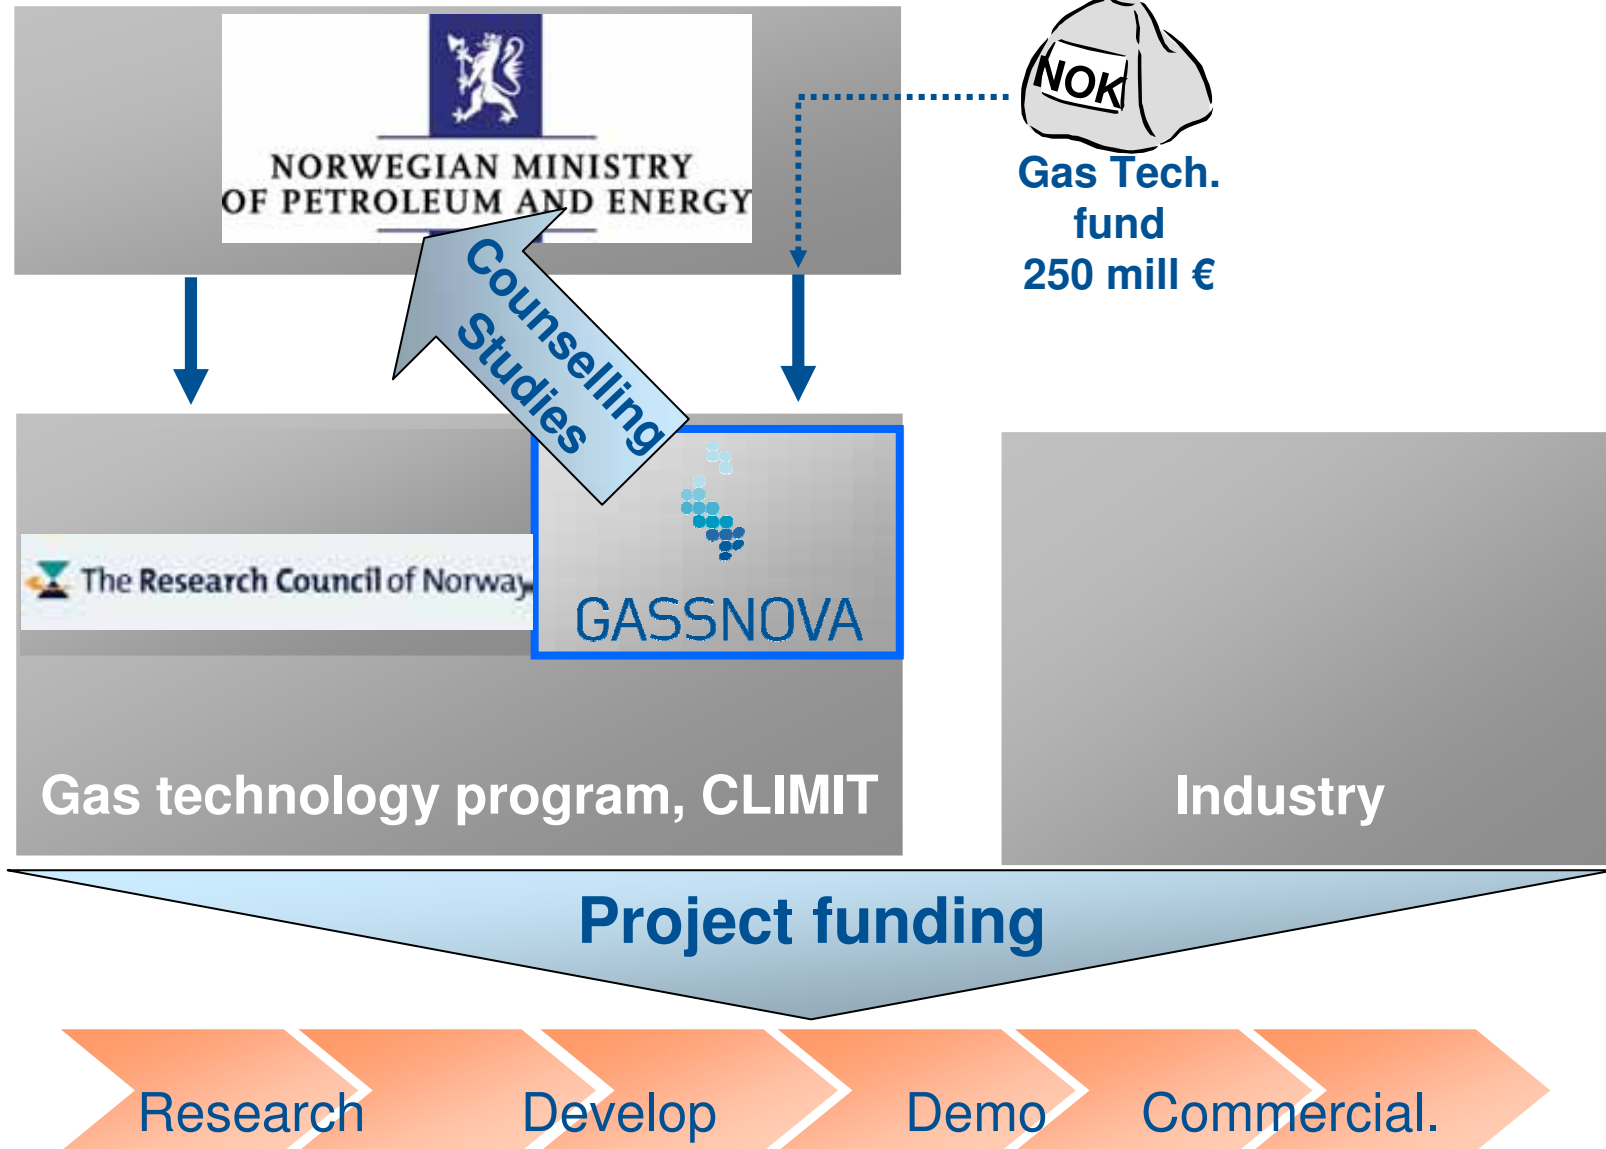 NORWEGIAN MINISTRY
OF PETROLEUM AND ENERGY
NOK
Gas Tech.
fund
250 mill €
Counselling
Studies
The Research Council of Norway
GASSNOVA
Gas technology program, CLIMIT
Industry
Project funding
Research
Develop
Demo
Commercial.